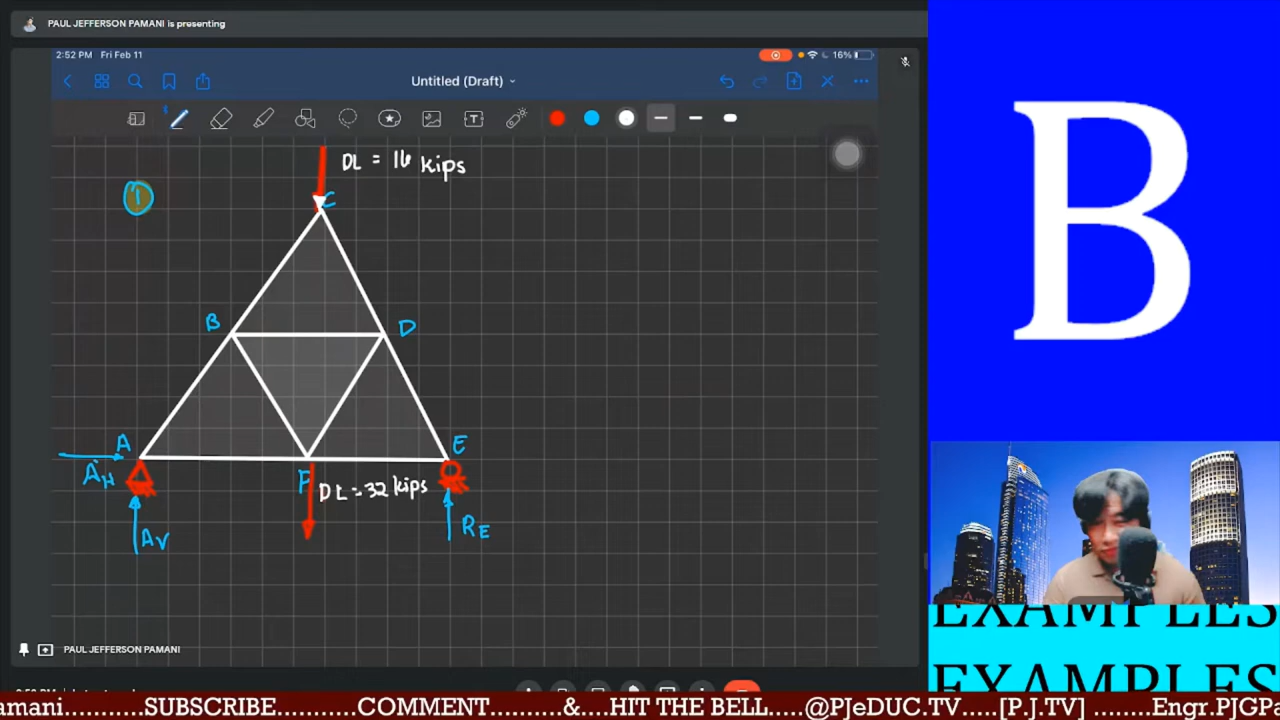 PAUL JEFFERSON PAMANI is presenting
2:52 PM Fri Feb 11
16%
Untitled (Draft)
T
DL = 16 kips
1
C
B
D
A
E
AH
F
DL = 32 kips
AV
RE
B
PAUL JEFFERSON PAMANI
EXAMPLES
EXAMPLES
amani..........SUBSCRIBE..........COMMENT..........&....HIT THE BELL.....@PJeDUC.TV.....[P.J.TV] .......Engr.PJGPa